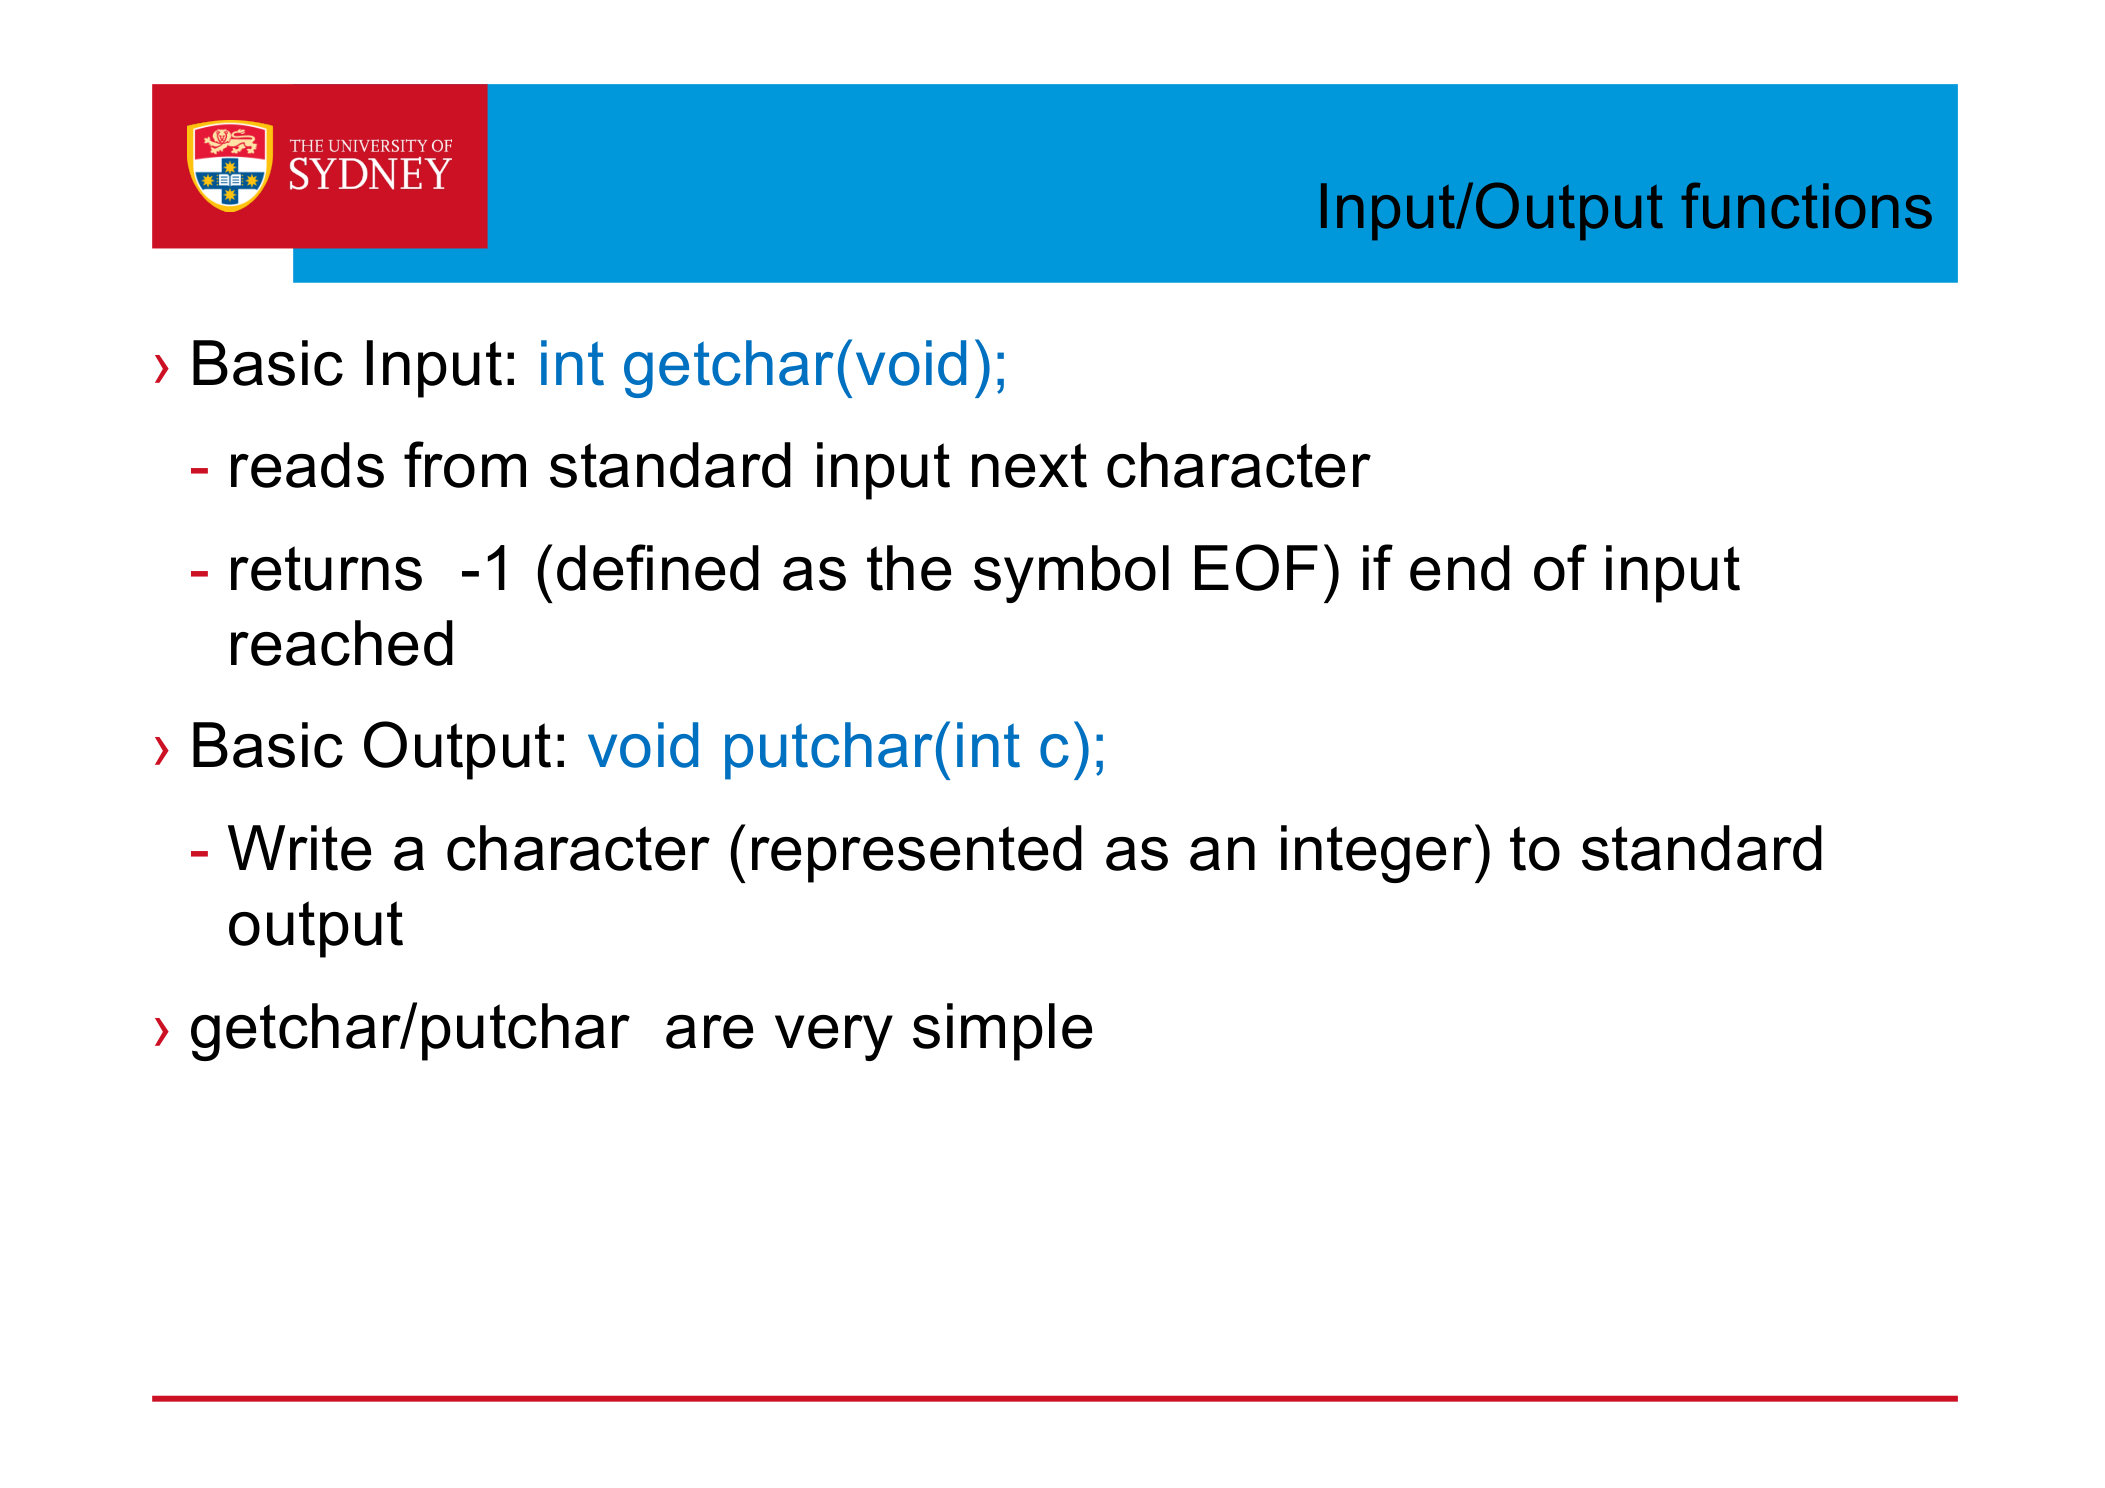 THE UNIVERSITY OF
SYDNEY
Input/Output functions
› Basic Input: int getchar(void);
- reads from standard input next character
- returns  -1 (defined as the symbol EOF) if end of input
reached
› Basic Output: void putchar(int c);
- Write a character (represented as an integer) to standard
output
› getchar/putchar  are very simple